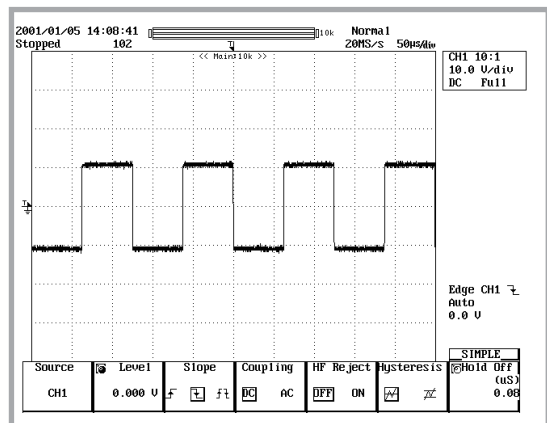 2001/01/05 14:08:41 10k Normal
Stopped 102 20MS/s 50µs/div
<< Main:10k >>
CH1 10:1
10.0 V/div
DC Full
Edge CH1
Auto
0.0 V
SIMPLE
Source Level Slope Coupling HF Reject Hysteresis Hold Off
(uS)
CH1 0.000 V DC AC OFF ON 0.08